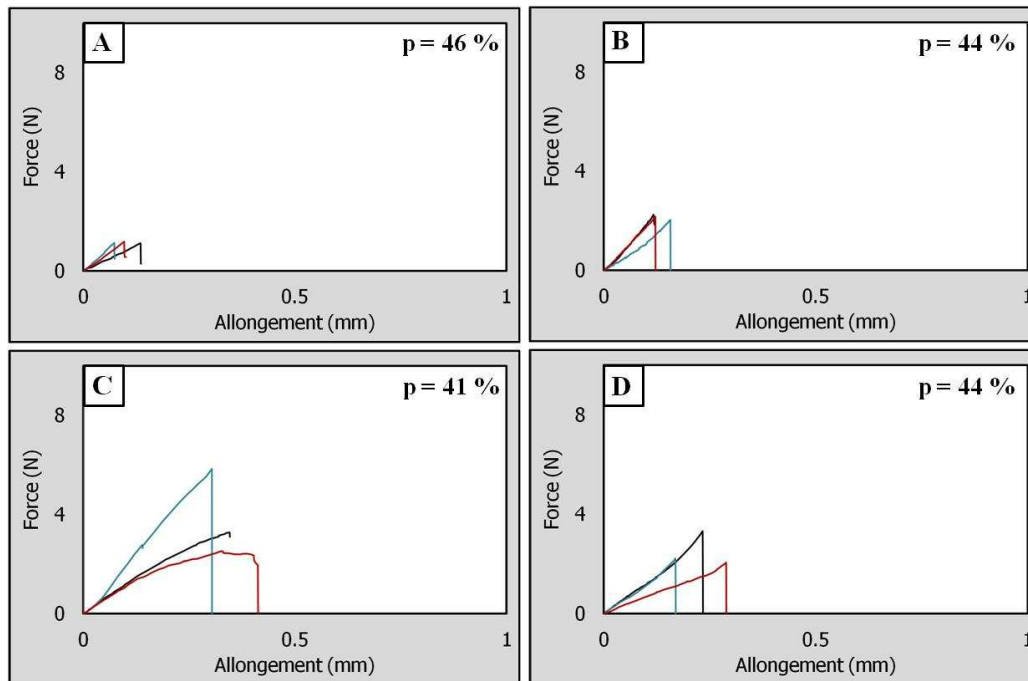 A
p = 46 %
Force (N)
8
4
0
0
0.5
1
Allongement (mm)
B
p = 44 %
Force (N)
8
4
0
0
0.5
1
Allongement (mm)
C
p = 41 %
Force (N)
8
4
0
0
0.5
1
Allongement (mm)
D
p = 44 %
Force (N)
8
4
0
0
0.5
1
Allongement (mm)